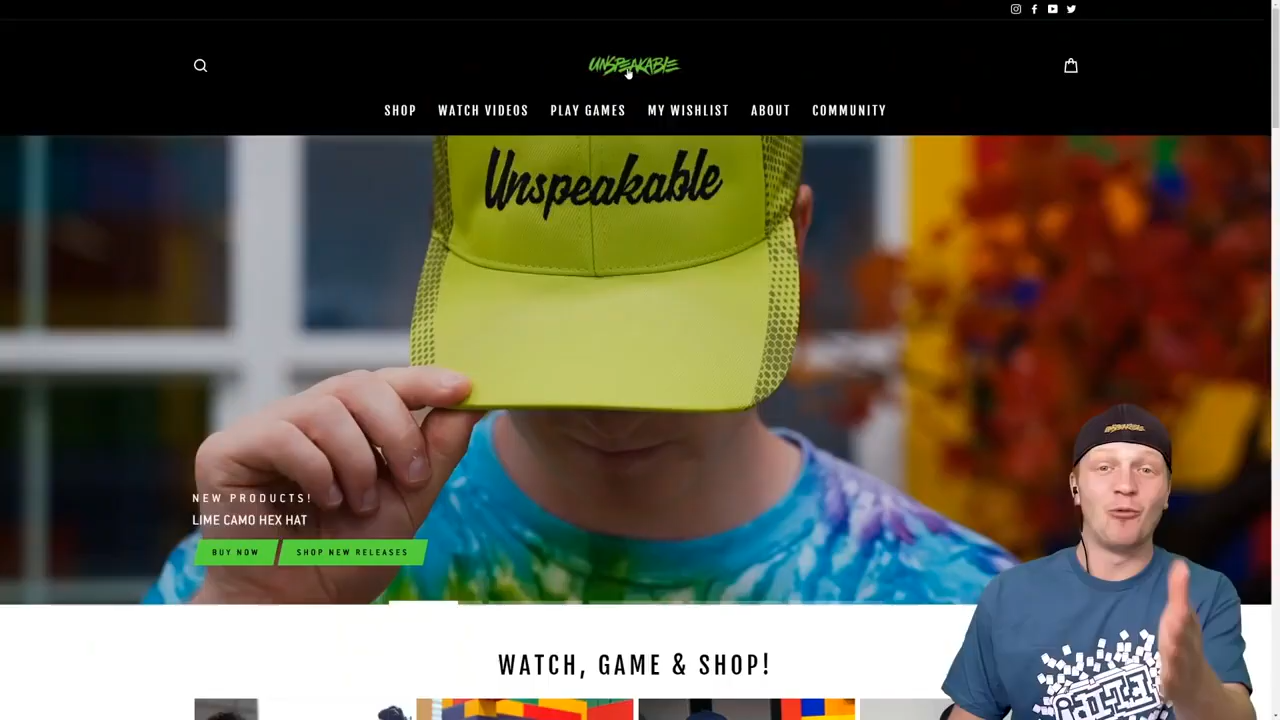 UNSPEAKABLE
SHOP WATCH VIDEOS PLAY GAMES MY WISHLIST ABOUT COMMUNITY
Unspeakable
NEW PRODUCTS!
LIME CAMO HEX HAT
BUY NOW SHOP NEW RELEASES
WATCH, GAME & SHOP!